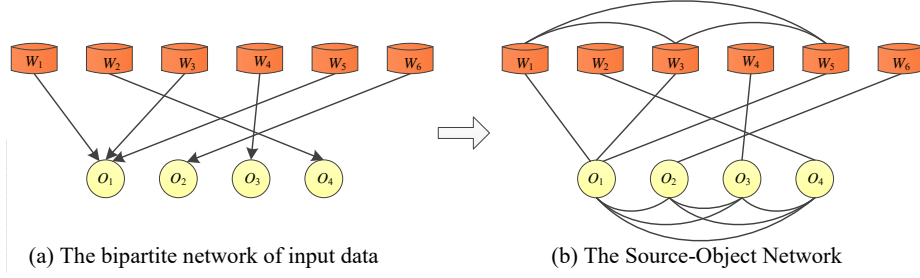 W1 W2 W3 W4 W5 W6 W1 W2 W3 W4 W5 W6
O1 O2 O3 O4 O1 O2 O3 O4
(a) The bipartite network of input data (b) The Source-Object Network